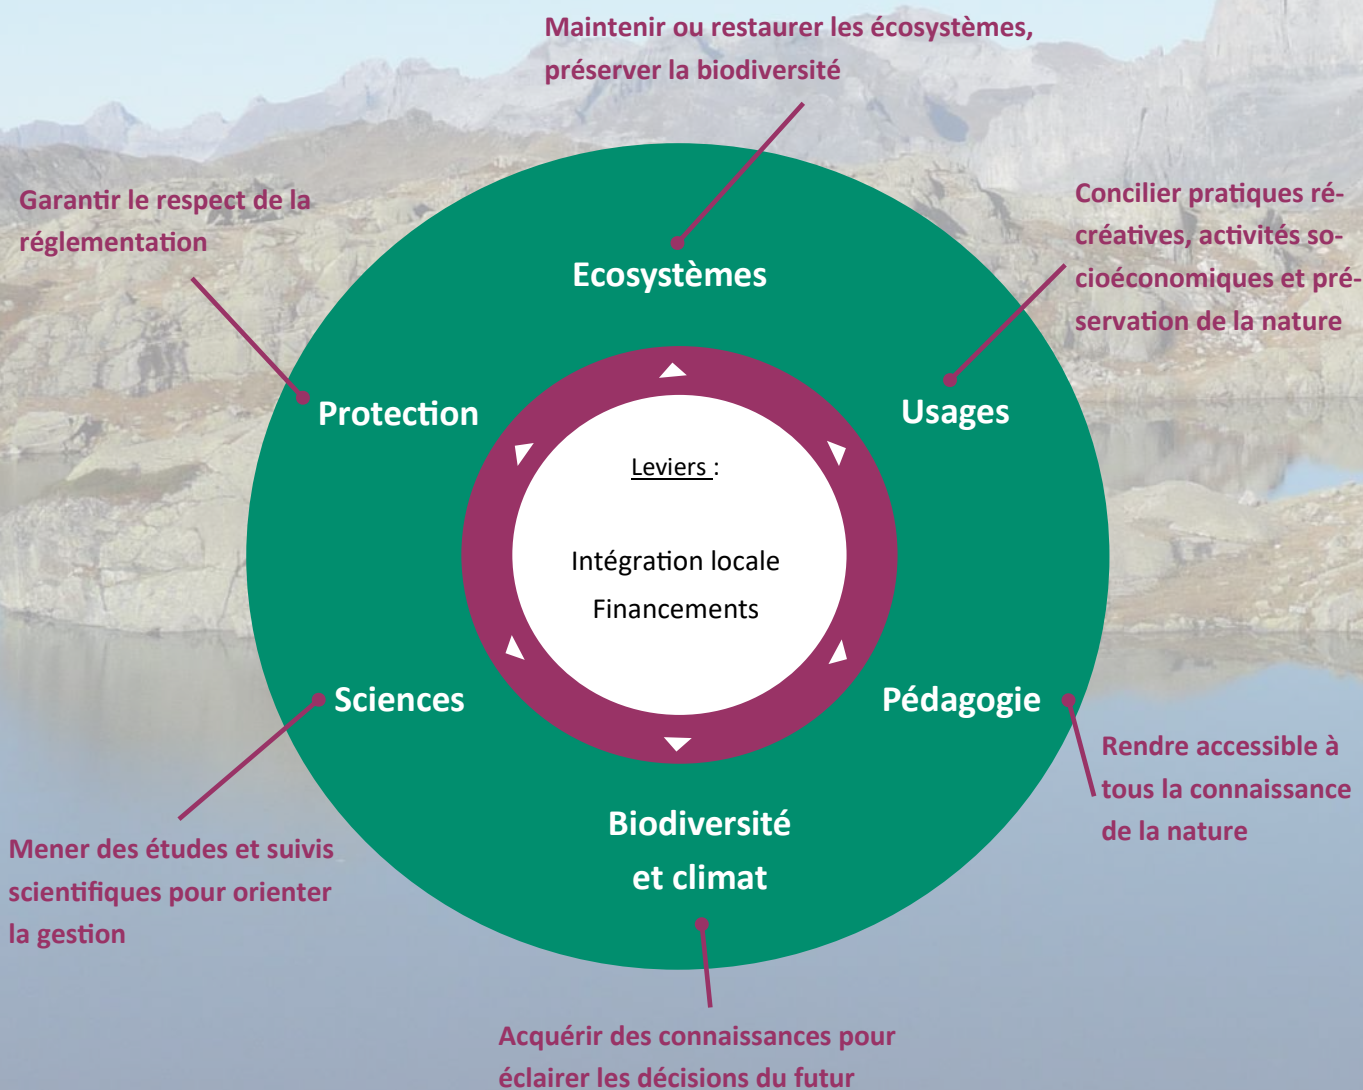 Maintenir ou restaurer les écosystèmes,
préserver la biodiversité
Garantir le respect de la
réglementation
Concilier pratiques ré-
créatives, activités so-
cioéconomiques et pré-
servation de la nature
Ecosystèmes
Protection
Usages
Leviers :
Intégration locale
Financements
Sciences
Pédagogie
Biodiversité
et climat
Rendre accessible à
tous la connaissance
de la nature
Mener des études et suivis
scientifiques pour orienter
la gestion
Acquérir des connaissances pour
éclairer les décisions du futur